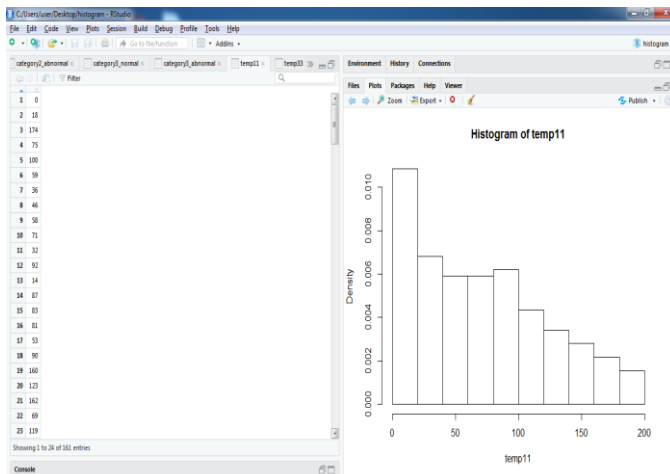 C:/Users/user/Desktop/histogram - RStudio
File Edit Code View Plots Session Build Debug Profile Tools Help
Go to file/function Addins histogram
category2_abnormal category3_normal category3_abnormal temp11 temp33
Filter
1 0
2 18
3 174
4 75
5 100
6 59
7 36
8 46
9 58
10 71
11 32
12 92
13 14
14 87
15 83
16 81
17 53
18 90
19 160
20 123
21 162
22 69
23 119
Showing 1 to 24 of 161 entries
Console
Environment History Connections
Files Plots Packages Help Viewer
Zoom Export Publish
Histogram of temp11
Density
0.010
0.008
0.006
0.004
0.002
0.000
0 50 100 150 200
temp11